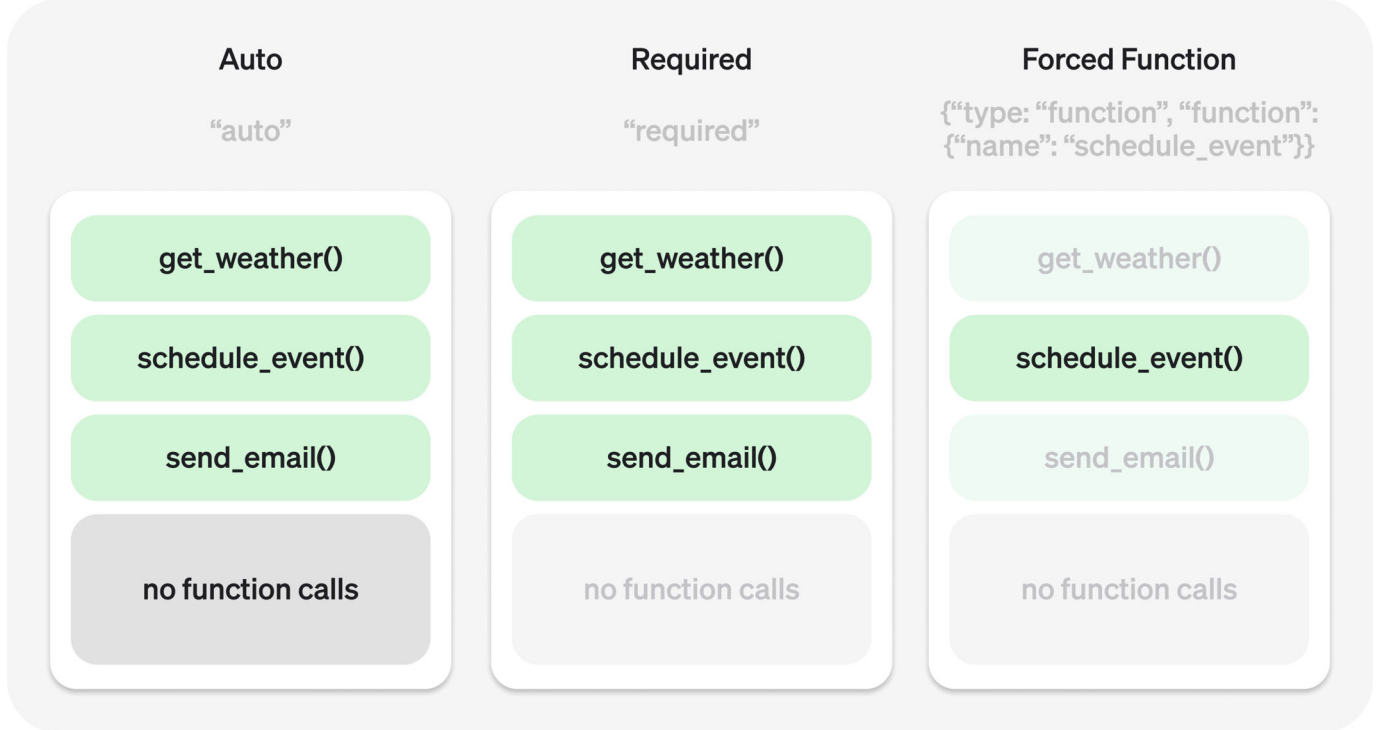 Auto
“auto”
get_weather()
schedule_event()
send_email()
no function calls
Required
“required”
get_weather()
schedule_event()
send_email()
no function calls
Forced Function
{“type: “function”, “function”:
{“name”: “schedule_event”}}
get_weather()
schedule_event()
send_email()
no function calls